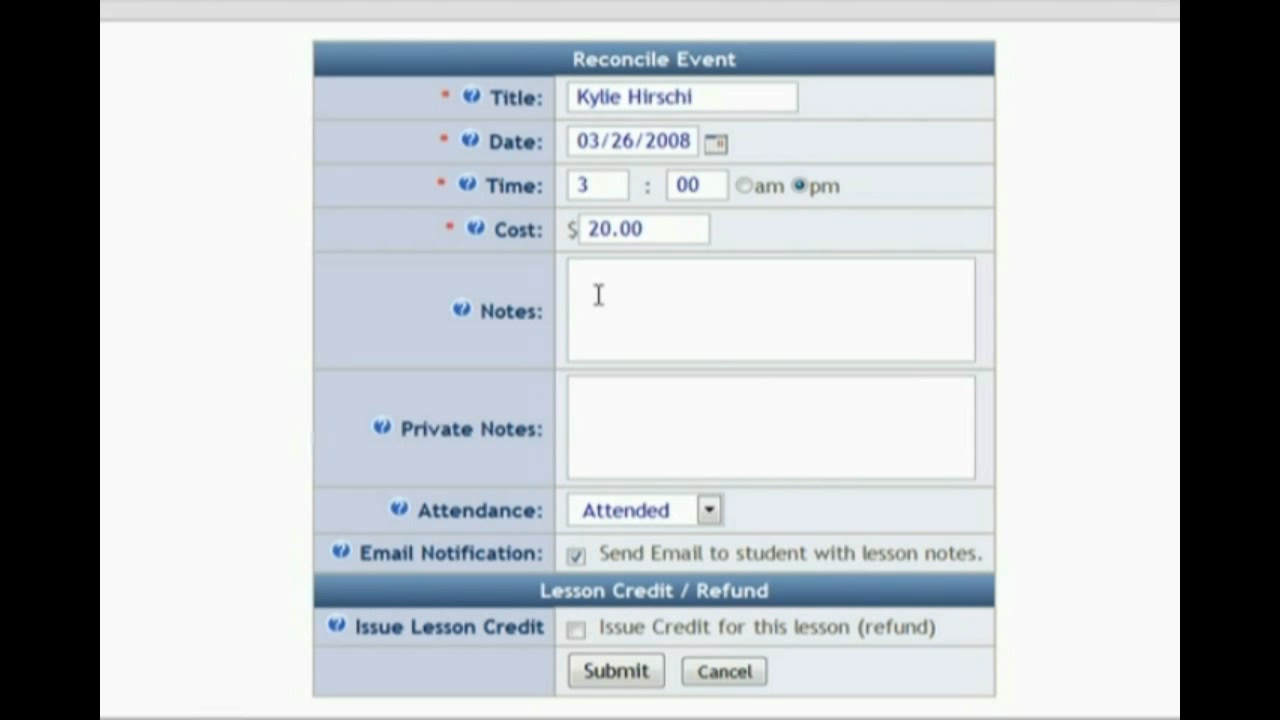 Reconcile Event
* Title: Kylie Hirschi
* Date: 03/26/2008
* Time: 3 : 00 am pm
* Cost: $ 20.00
Notes:
Private Notes:
Attendance: Attended
Email Notification: Send Email to student with lesson notes.
Lesson Credit / Refund
Issue Lesson Credit Issue Credit for this lesson (refund)
Submit Cancel